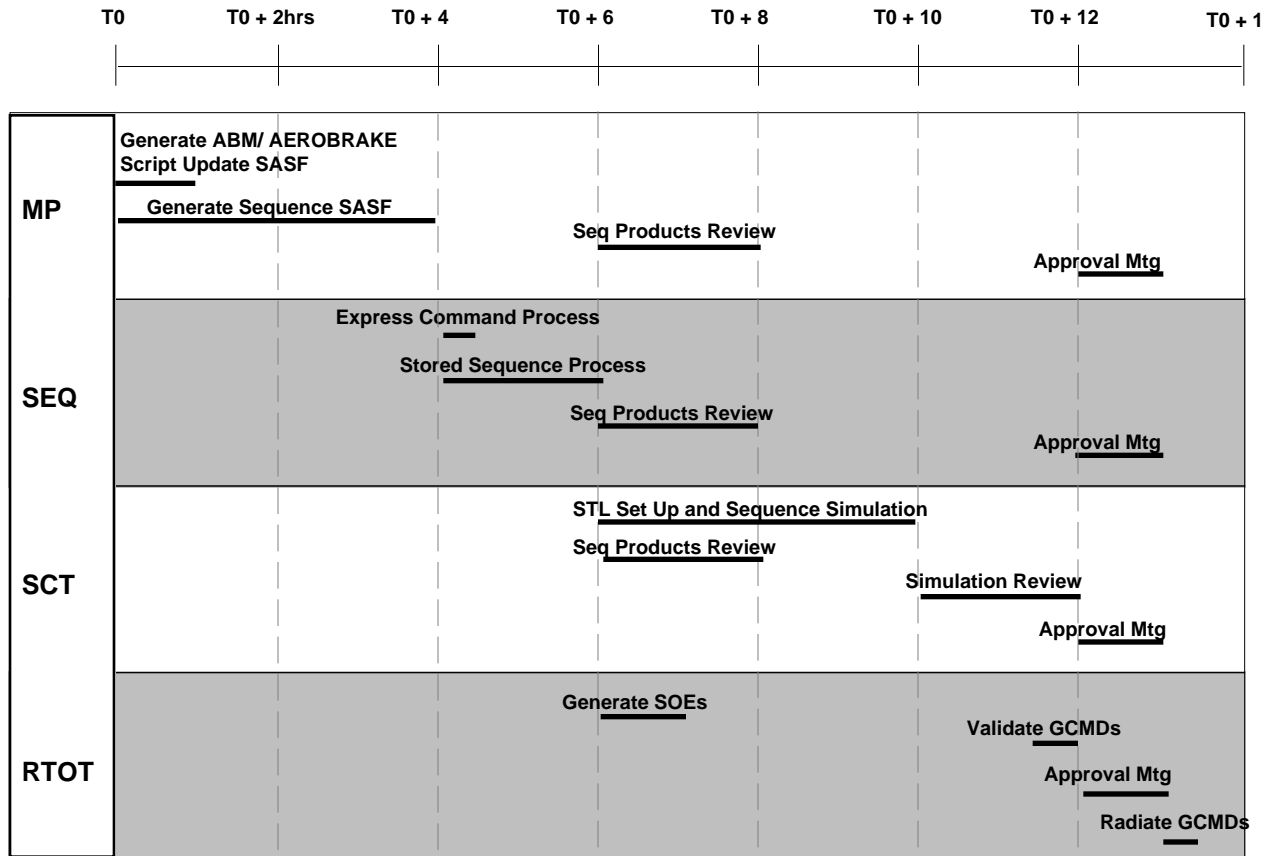 T0 T0 + 2hrs T0 + 4 T0 + 6 T0 + 8 T0 + 10 T0 + 12 T0 + 1
MP
Generate ABM/ AEROBRAKE
Script Update SASF
Generate Sequence SASF
Seq Products Review
Approval Mtg
SEQ
Express Command Process
Stored Sequence Process
Seq Products Review
Approval Mtg
SCT
STL Set Up and Sequence Simulation
Seq Products Review
Simulation Review
Approval Mtg
RTOT
Generate SOEs
Validate GCMDs
Approval Mtg
Radiate GCMDs